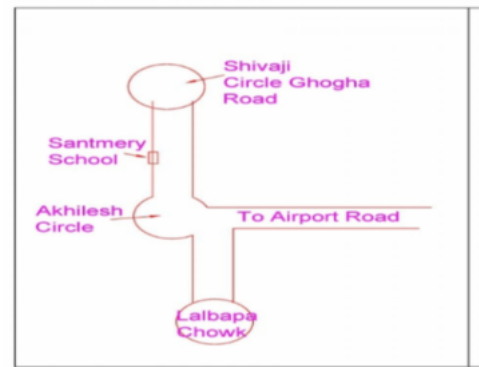 Shivaji
Circle Ghogha
Road
Santmery
School
Akhilesh
Circle
To Airport Road
Lalbapa
Chowk